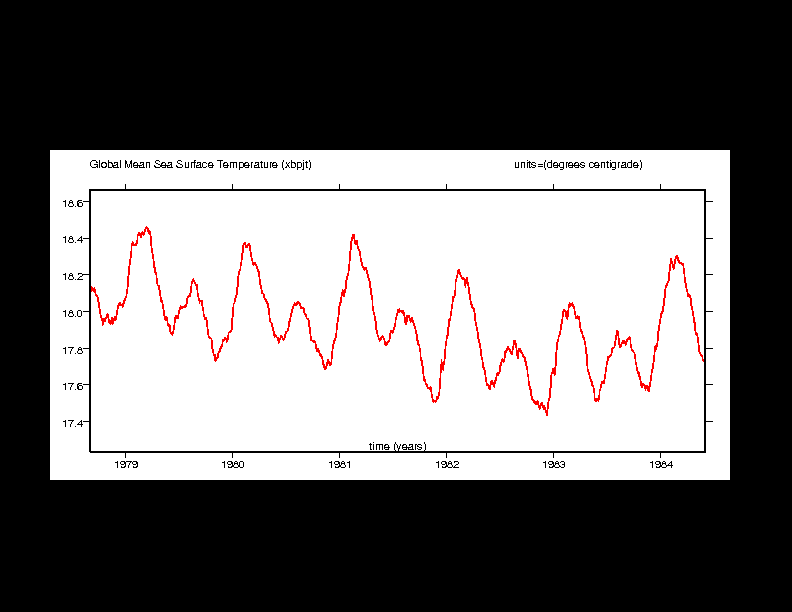 Global Mean Sea Surface Temperature (xbpjt) units=(degrees centigrade)
18.6
18.4
18.2
18.0
17.8
17.6
17.4
time (years)
1979 1980 1981 1982 1983 1984